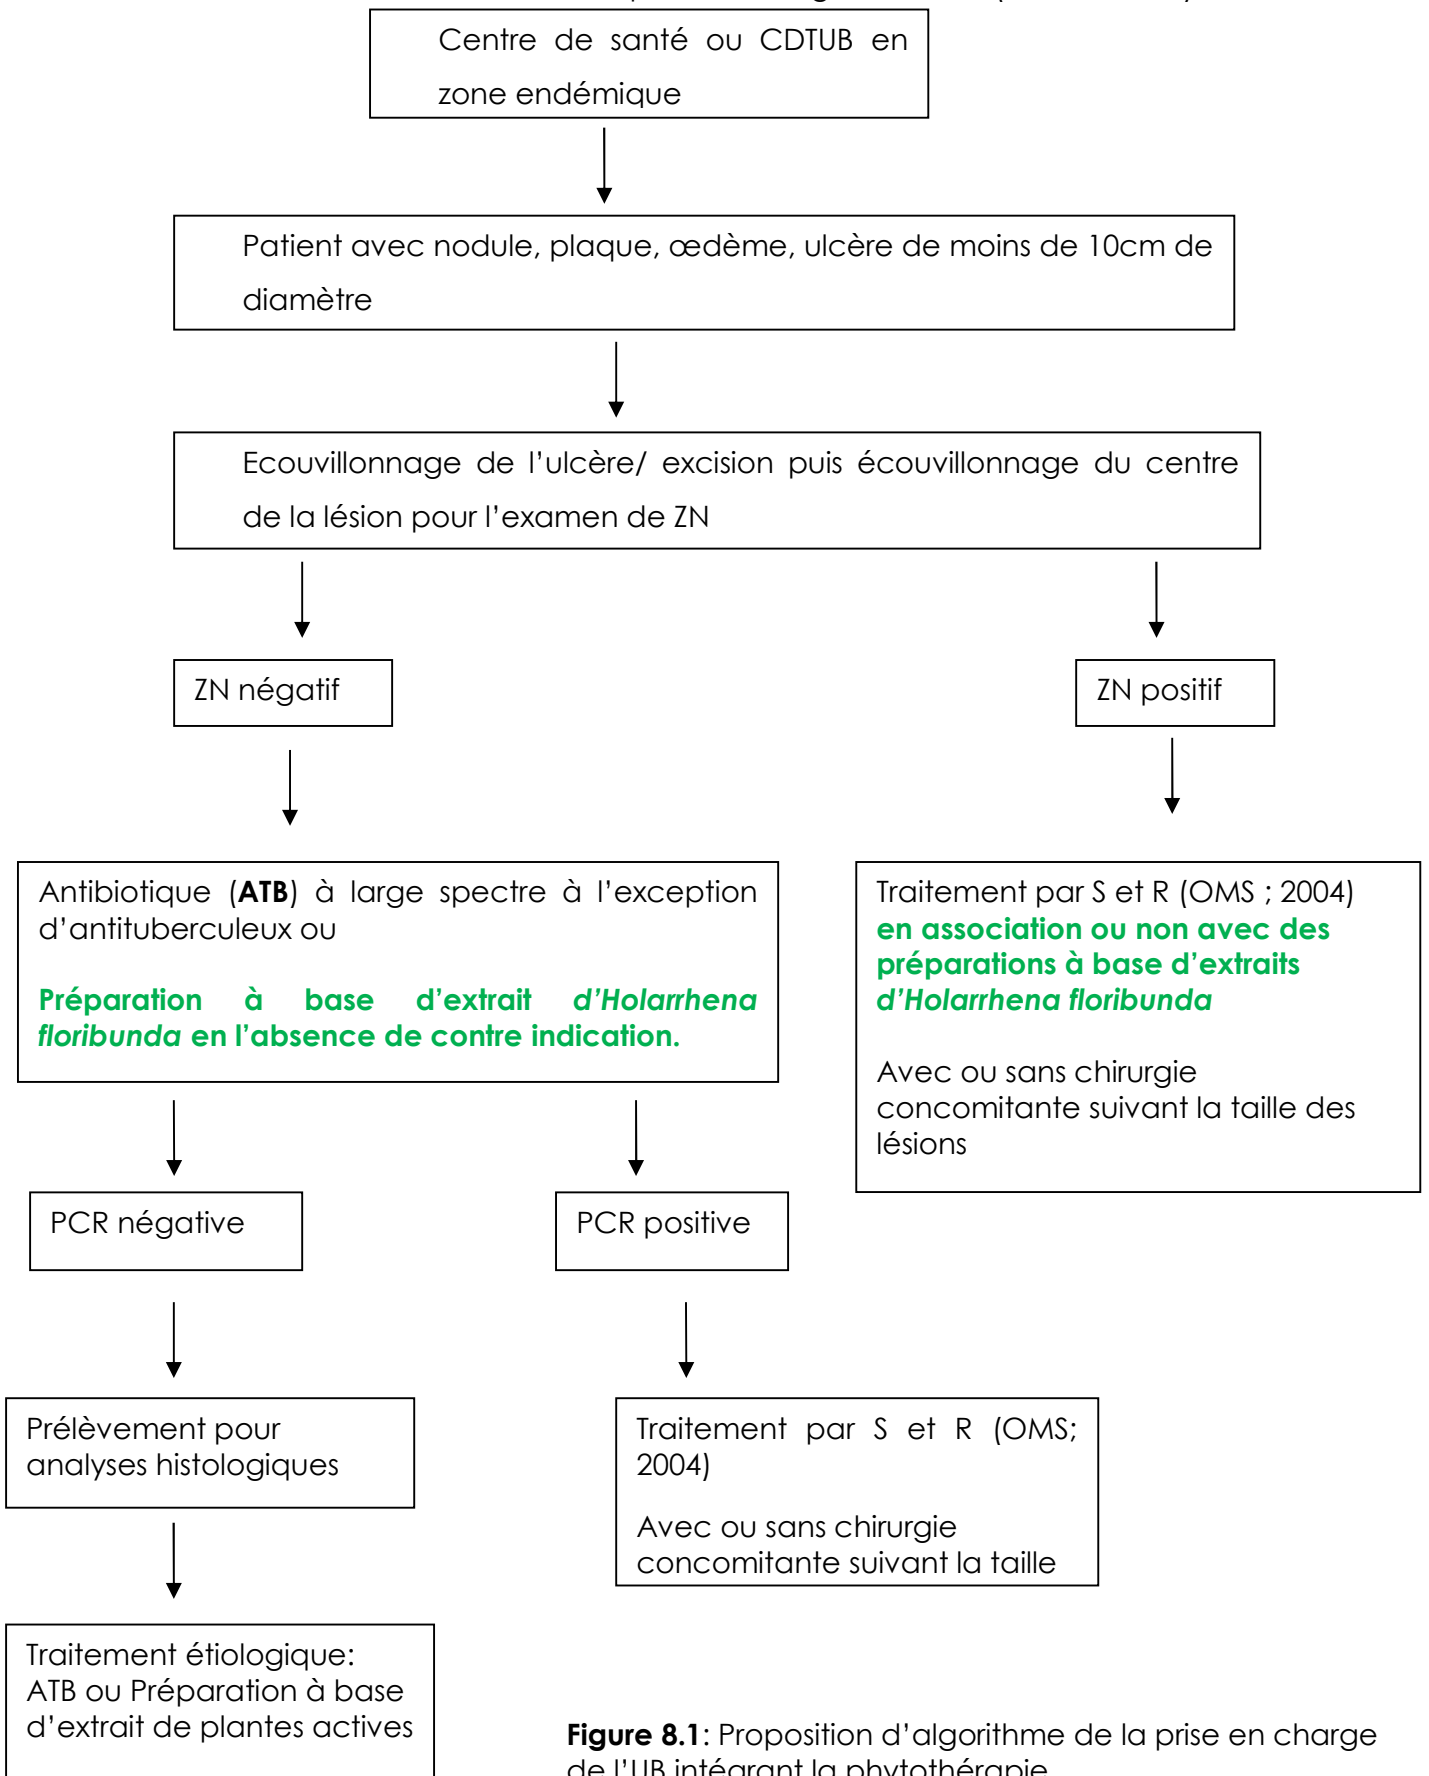 Centre de santé ou CDTUB en
zone endémique
Patient avec nodule, plaque, œdème, ulcère de moins de 10cm de
diamètre
Ecouvillonnage de l’ulcère/ excision puis écouvillonnage du centre
de la lésion pour l’examen de ZN
ZN négatif
ZN positif
Antibiotique (ATB) à large spectre à l’exception
d’antituberculeux ou
Préparation à base d’extrait d’Holarrhena
floribunda en l’absence de contre indication.
Traitement par S et R (OMS ; 2004)
en association ou non avec des
préparations à base d’extraits
d’Holarrhena floribunda
Avec ou sans chirurgie
concomitante suivant la taille des
lésions
PCR négative
PCR positive
Prélèvement pour
analyses histologiques
Traitement par S et R (OMS;
2004)
Avec ou sans chirurgie
concomitante suivant la taille
Traitement étiologique:
ATB ou Préparation à base
d’extrait de plantes actives
Figure 8.1: Proposition d’algorithme de la prise en charge
de l’UB intégrant la phytothérapie